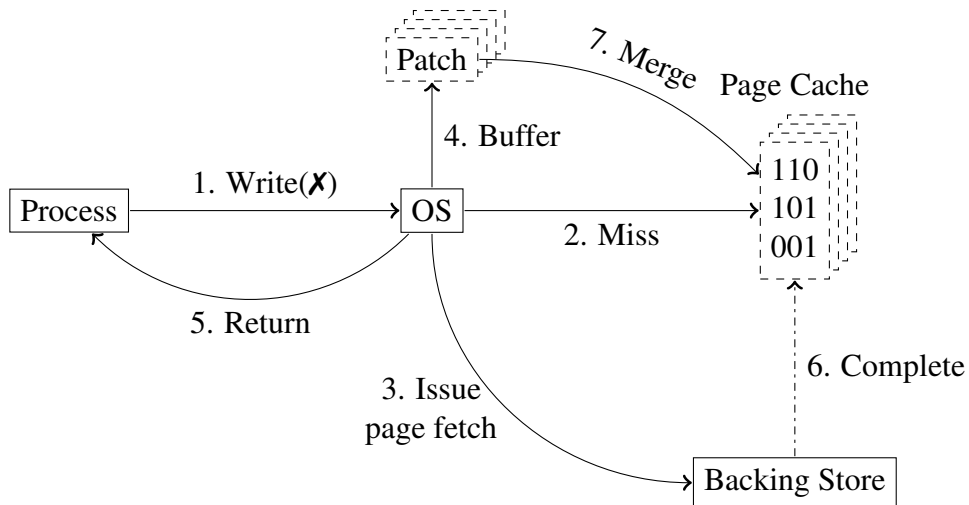 Patch
7. Merge
Page Cache
4. Buffer
110
1. Write(✗)
Process
OS
101
2. Miss
001
5. Return
6. Complete
3. Issue
page fetch
Backing Store